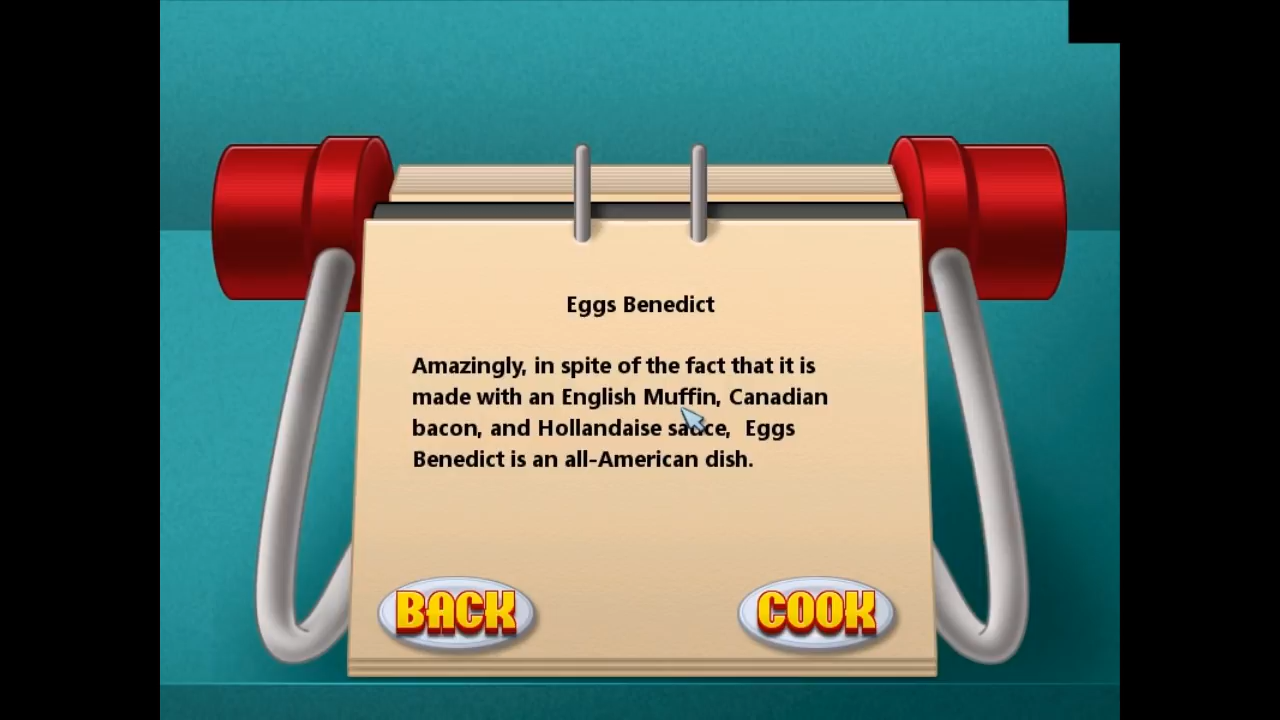 Eggs Benedict
Amazingly, in spite of the fact that it is
made with an English Muffin, Canadian
bacon, and Hollandaise sauce,  Eggs
Benedict is an all-American dish.
BACK
COOK